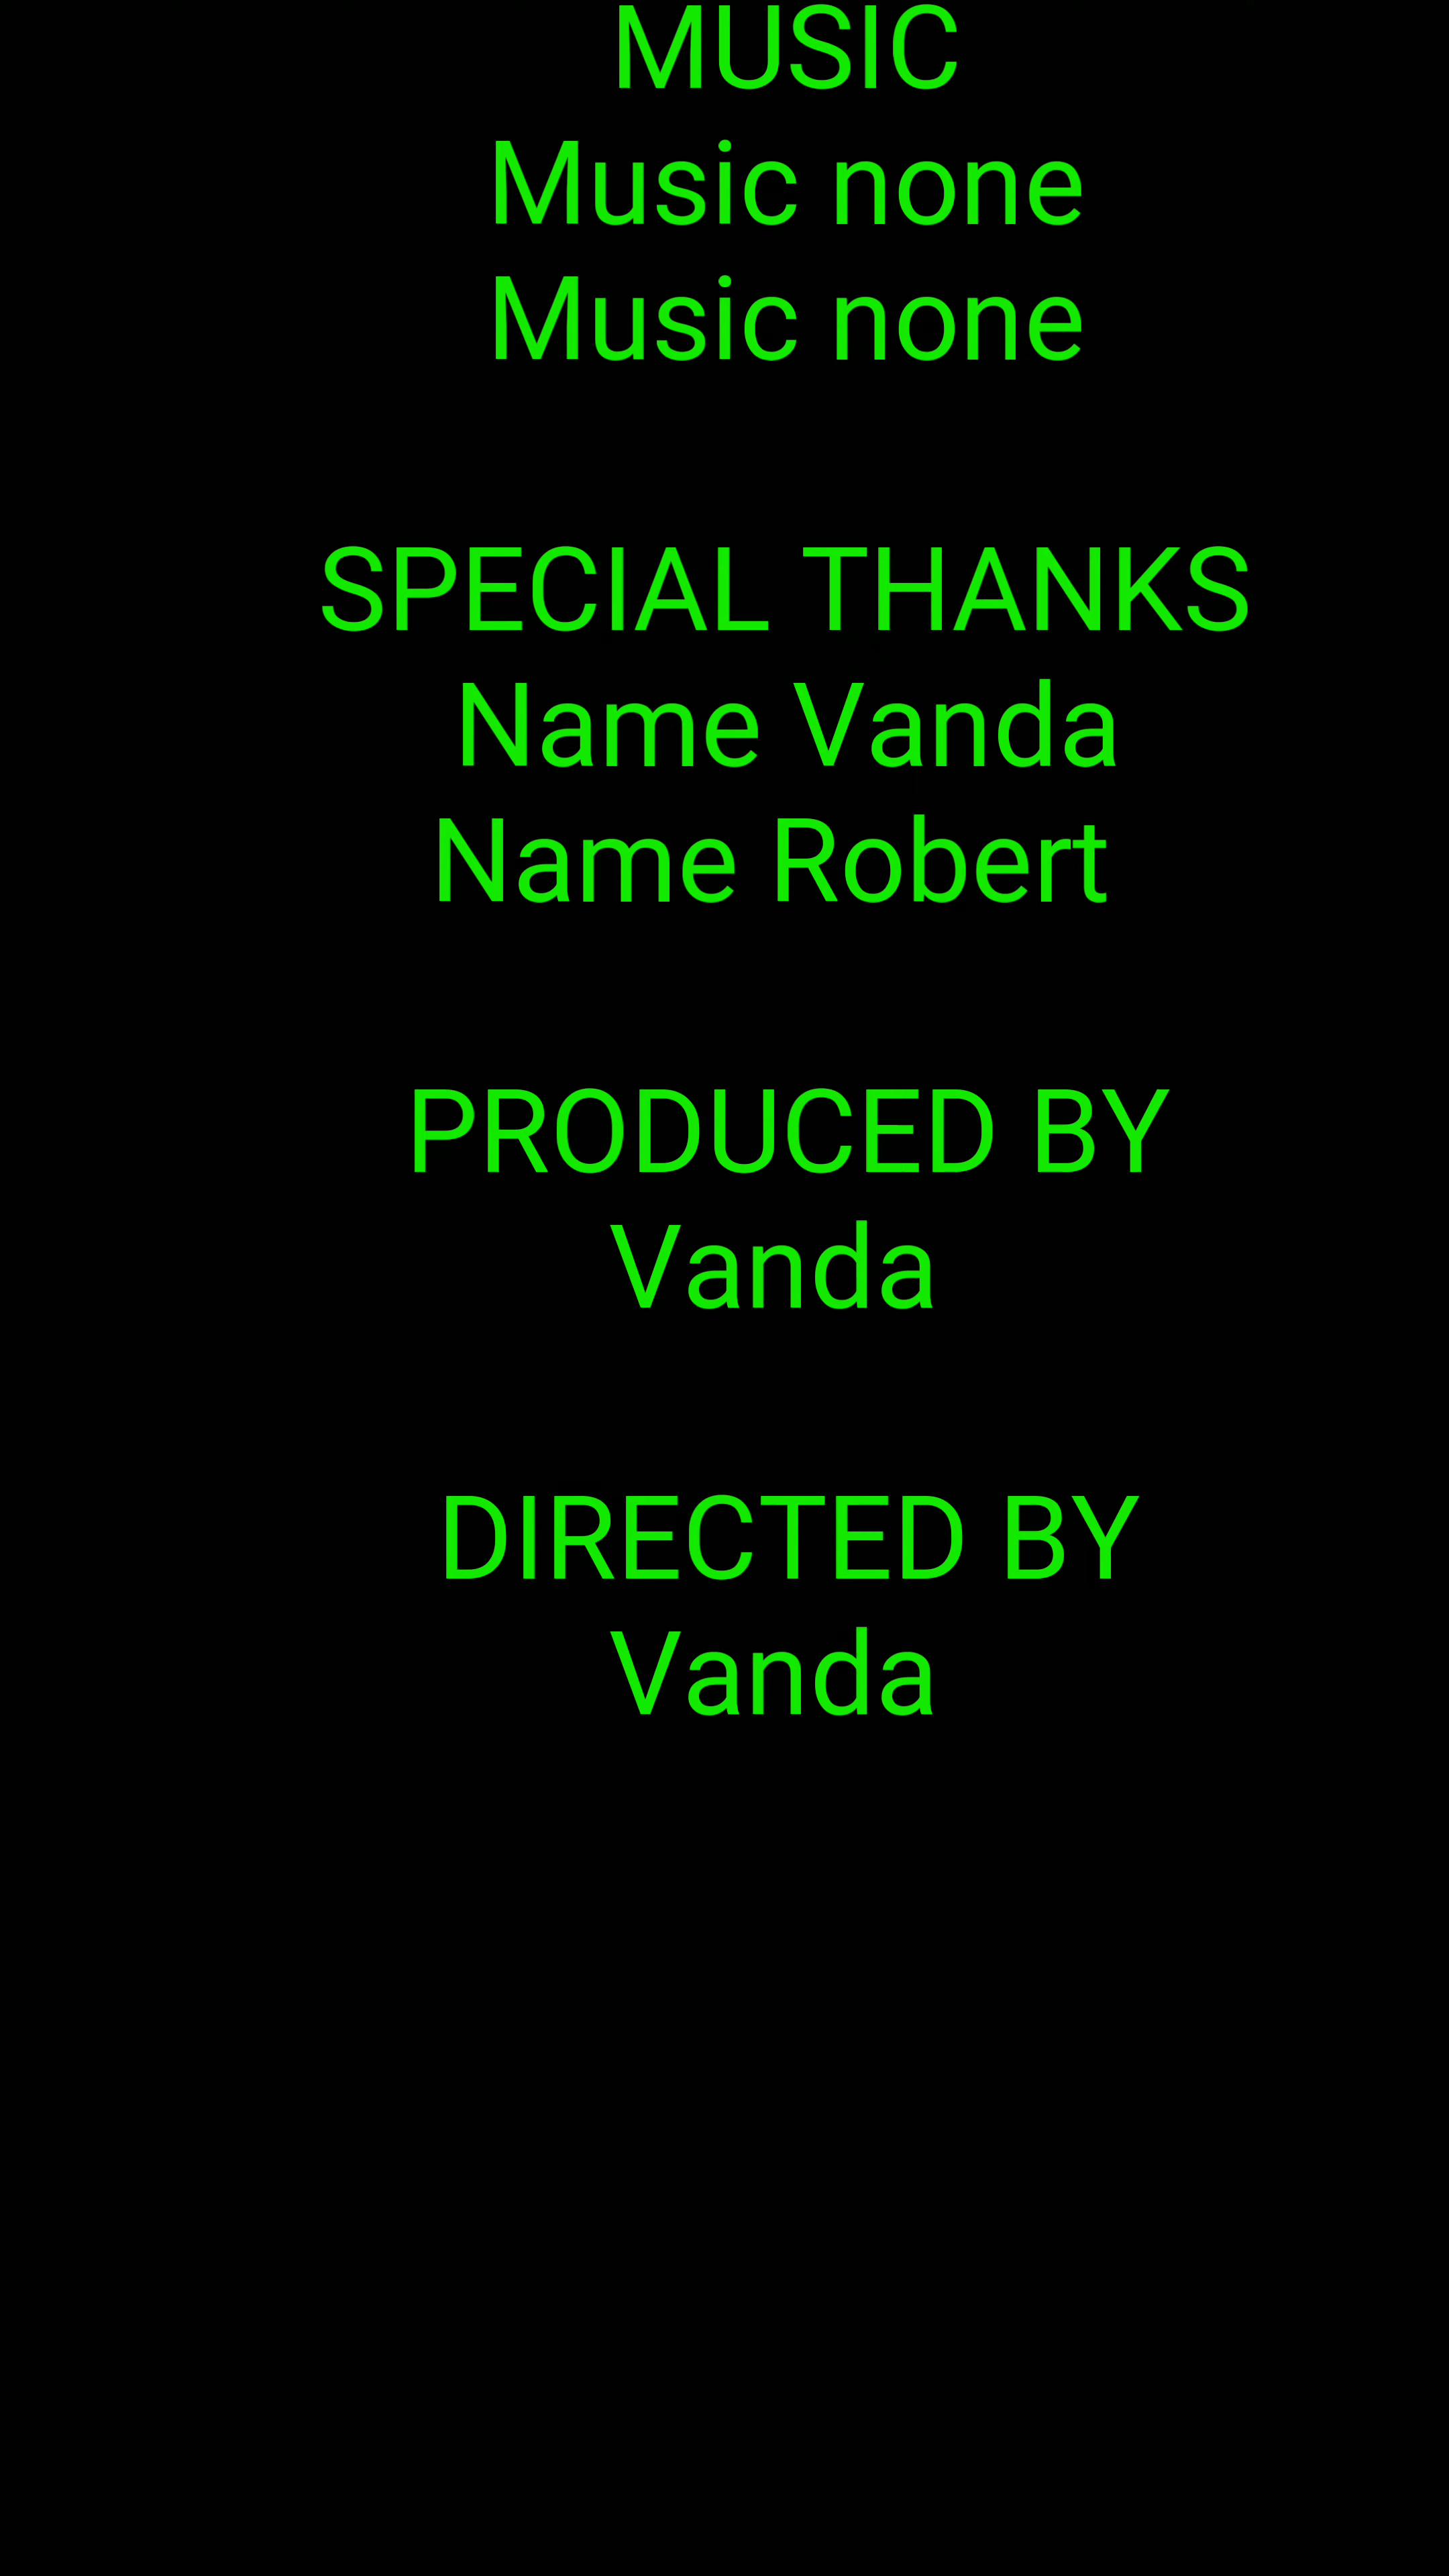 MUSIC
Music none
Music none
SPECIAL THANKS
Name Vanda
Name Robert
PRODUCED BY
Vanda
DIRECTED BY
Vanda